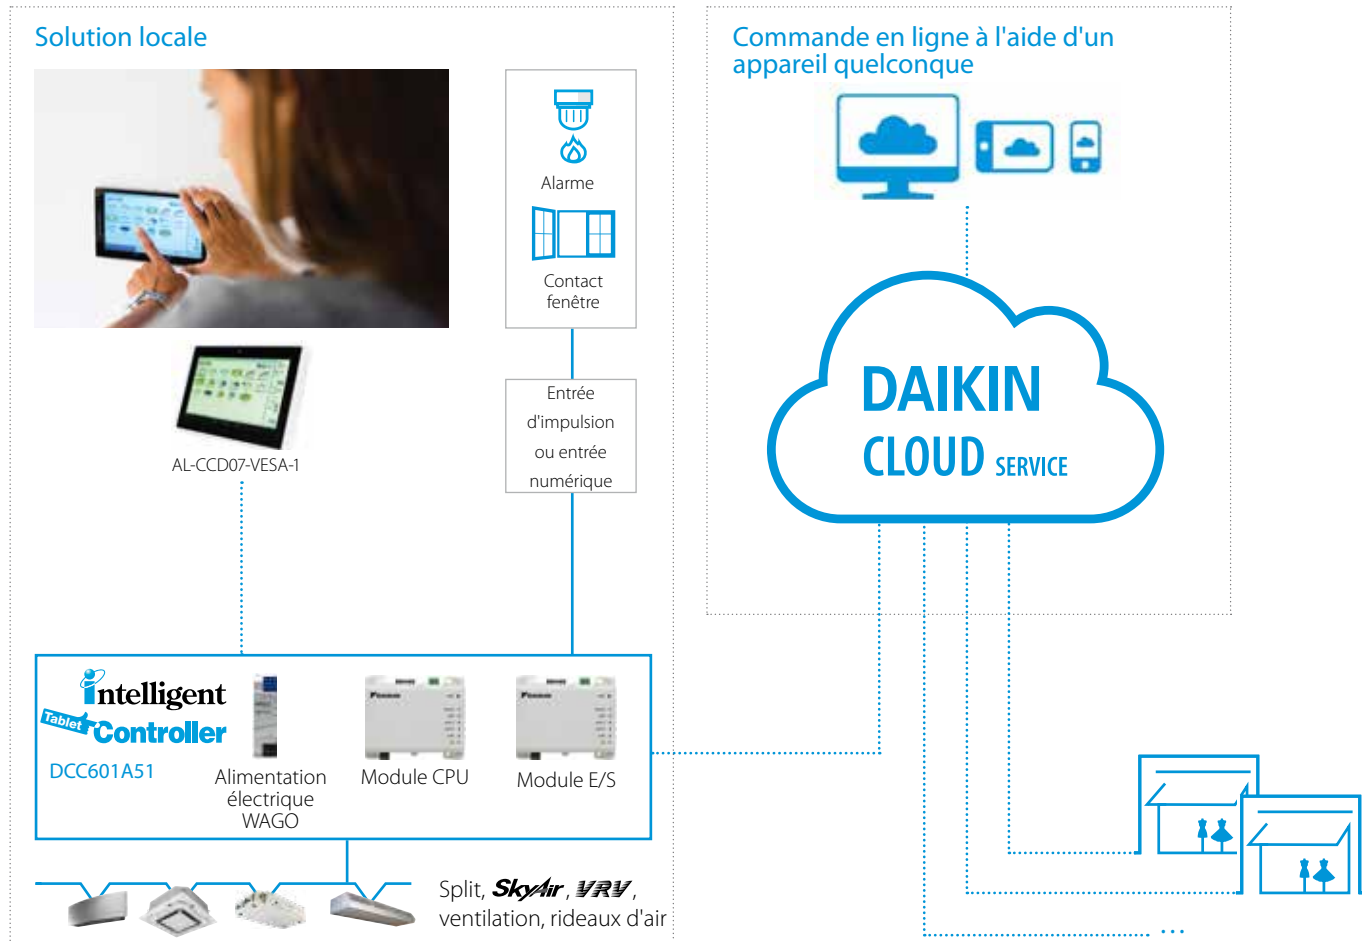 Solution locale
Alarme
Contact
fenêtre
Entrée
d'impulsion
ou entrée
numérique
AL-CCD07-VESA-1
intelligent
Tablet Controller
DCC601A51
Alimentation
électrique
WAGO
Module CPU
Module E/S
Split, SkyAir, VRV,
ventilation, rideaux d'air
Commande en ligne à l'aide d'un
appareil quelconque
DAIKIN
CLOUD SERVICE
...